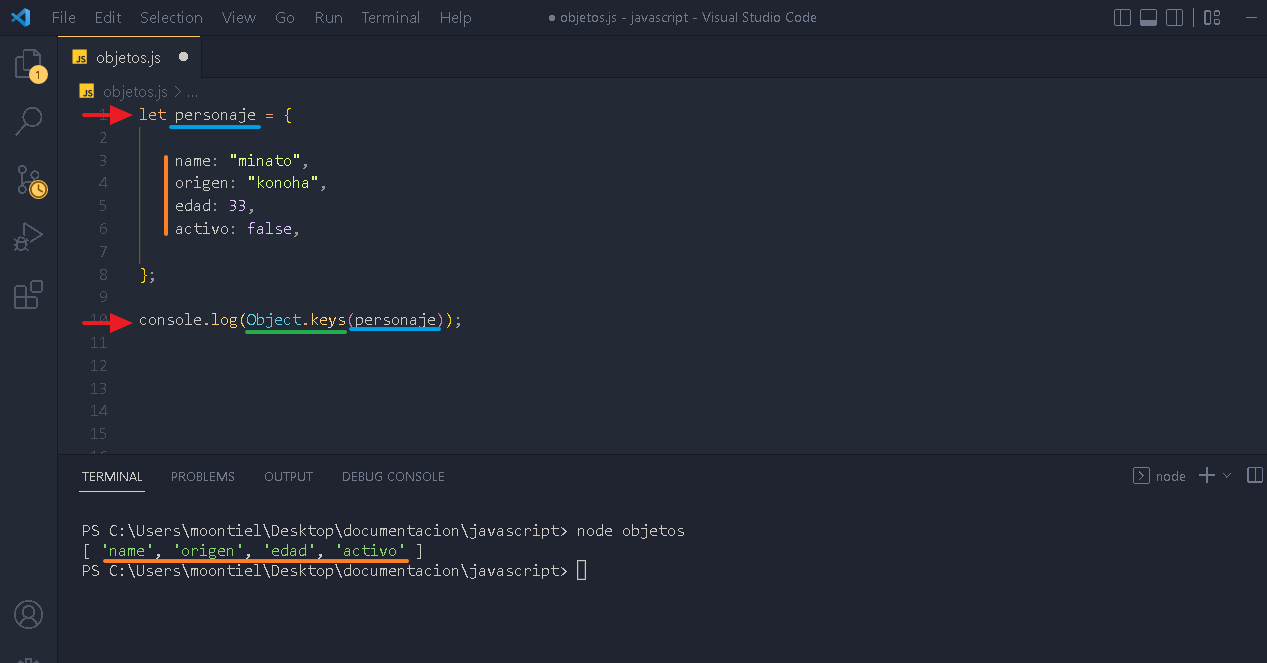 File Edit Selection View Go Run Terminal Help ● objetos.js - javascript - Visual Studio Code
JS objetos.js ●
1
JS objetos.js > ...
1 let personaje = {
2
3 name: "minato",
4 origen: "konoha",
5 edad: 33,
6 activo: false,
7
8 };
9
10 console.log(Object.keys(personaje));
11
12
13
14
15
16
TERMINAL PROBLEMS OUTPUT DEBUG CONSOLE node
PS C:\Users\moontiel\Desktop\documentacion\javascript> node objetos
[ 'name', 'origen', 'edad', 'activo' ]
PS C:\Users\moontiel\Desktop\documentacion\javascript>